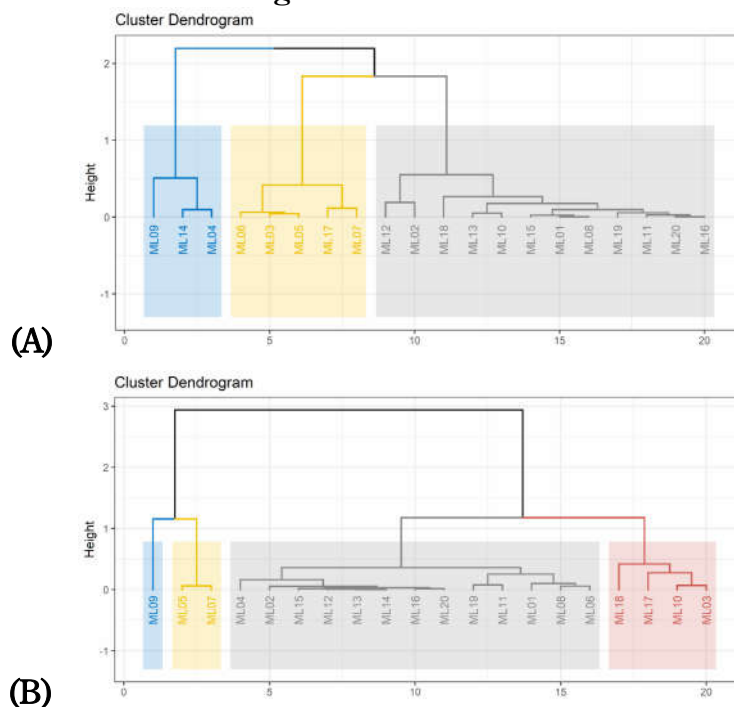 Cluster Dendrogram
2
1
0
-1
Height
ML09 ML14 ML04 ML06 ML03 ML05 ML17 ML07 ML12 ML02 ML18 ML13 ML10 ML15 ML01 ML08 ML19 ML11 ML20 ML16
0 5 10 15 20
(A)
Cluster Dendrogram
3
2
1
0
-1
Height
ML09 ML05 ML07 ML04 ML02 ML15 ML12 ML13 ML14 ML16 ML20 ML19 ML11 ML01 ML08 ML06 ML18 ML17 ML10 ML03
0 5 10 15 20
(B)